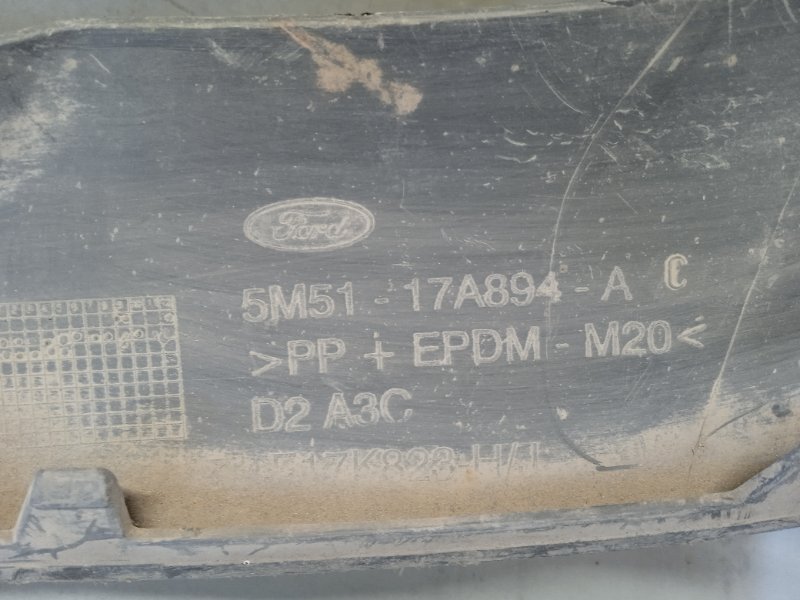 Ford
5M51-17A894-A C
>PP + EPDM - M20<
D2 A3C